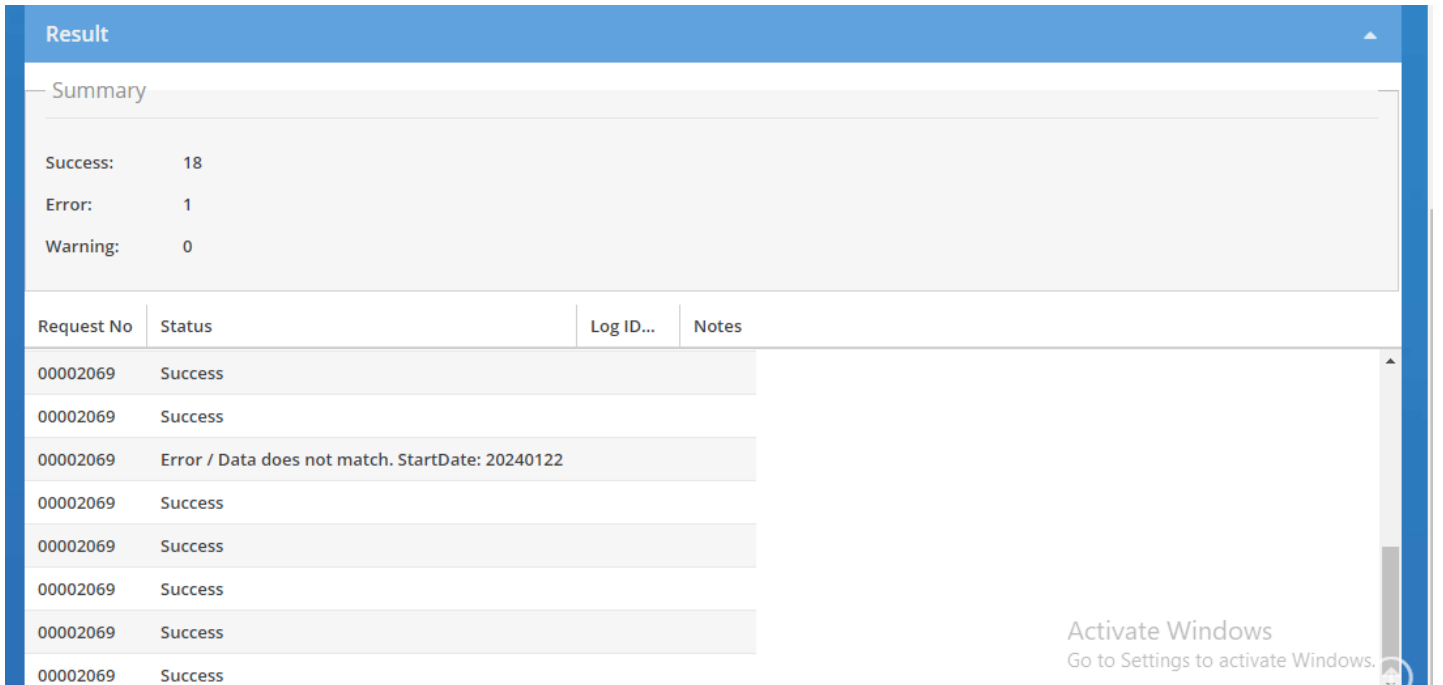 Result
Summary
Success: 18
Error: 1
Warning: 0
Request No Status Log ID... Notes
00002069 Success
00002069 Success
00002069 Error / Data does not match. StartDate: 20240122
00002069 Success
00002069 Success
00002069 Success
00002069 Success
00002069 Success
Activate Windows
Go to Settings to activate Windows.